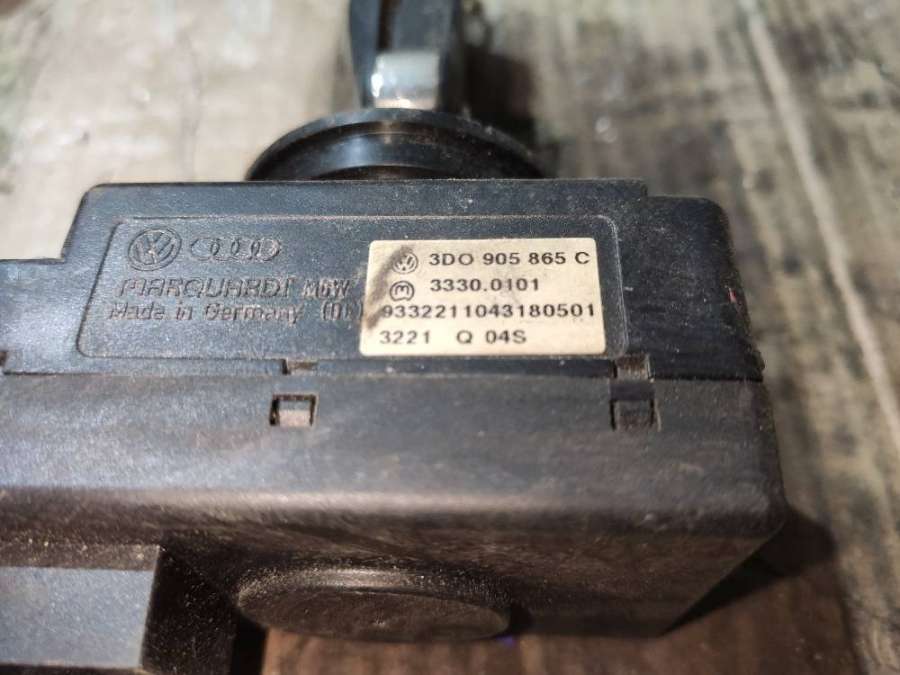 MARQUARDT MGW
Made in Germany
3D0 905 865 C
3330.0101
9332211043180501
3221 Q 04S